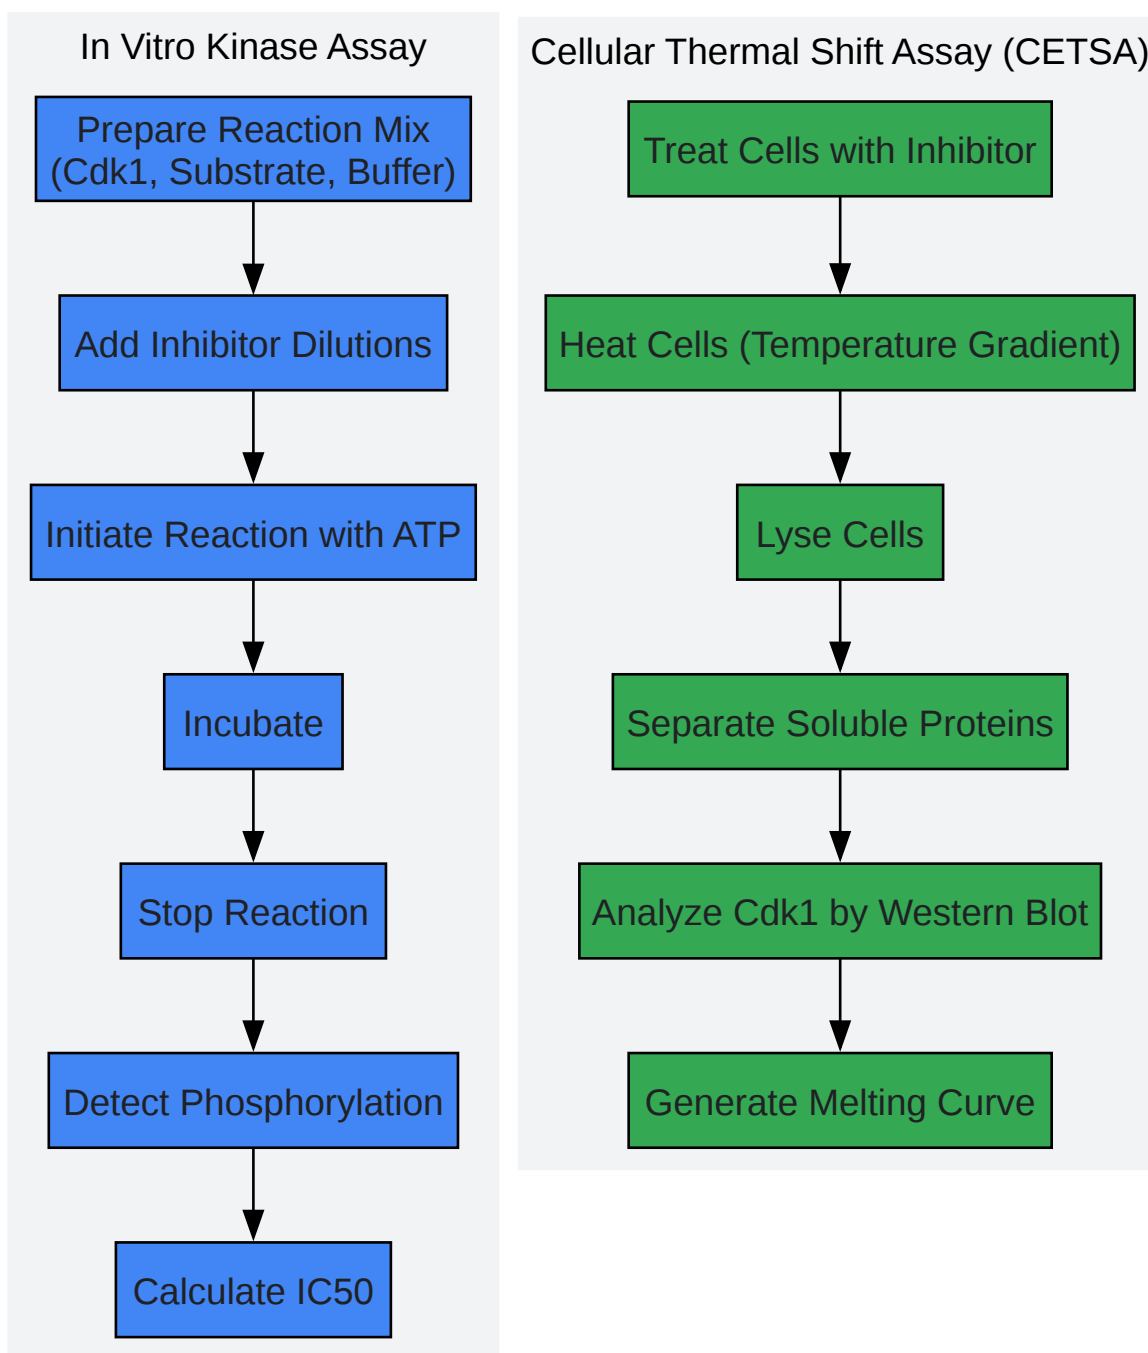 In Vitro Kinase Assay
Prepare Reaction Mix
(Cdk1, Substrate, Buffer)
Add Inhibitor Dilutions
Initiate Reaction with ATP
Incubate
Stop Reaction
Detect Phosphorylation
Calculate IC50
Cellular Thermal Shift Assay (CETSA)
Treat Cells with Inhibitor
Heat Cells (Temperature Gradient)
Lyse Cells
Separate Soluble Proteins
Analyze Cdk1 by Western Blot
Generate Melting Curve